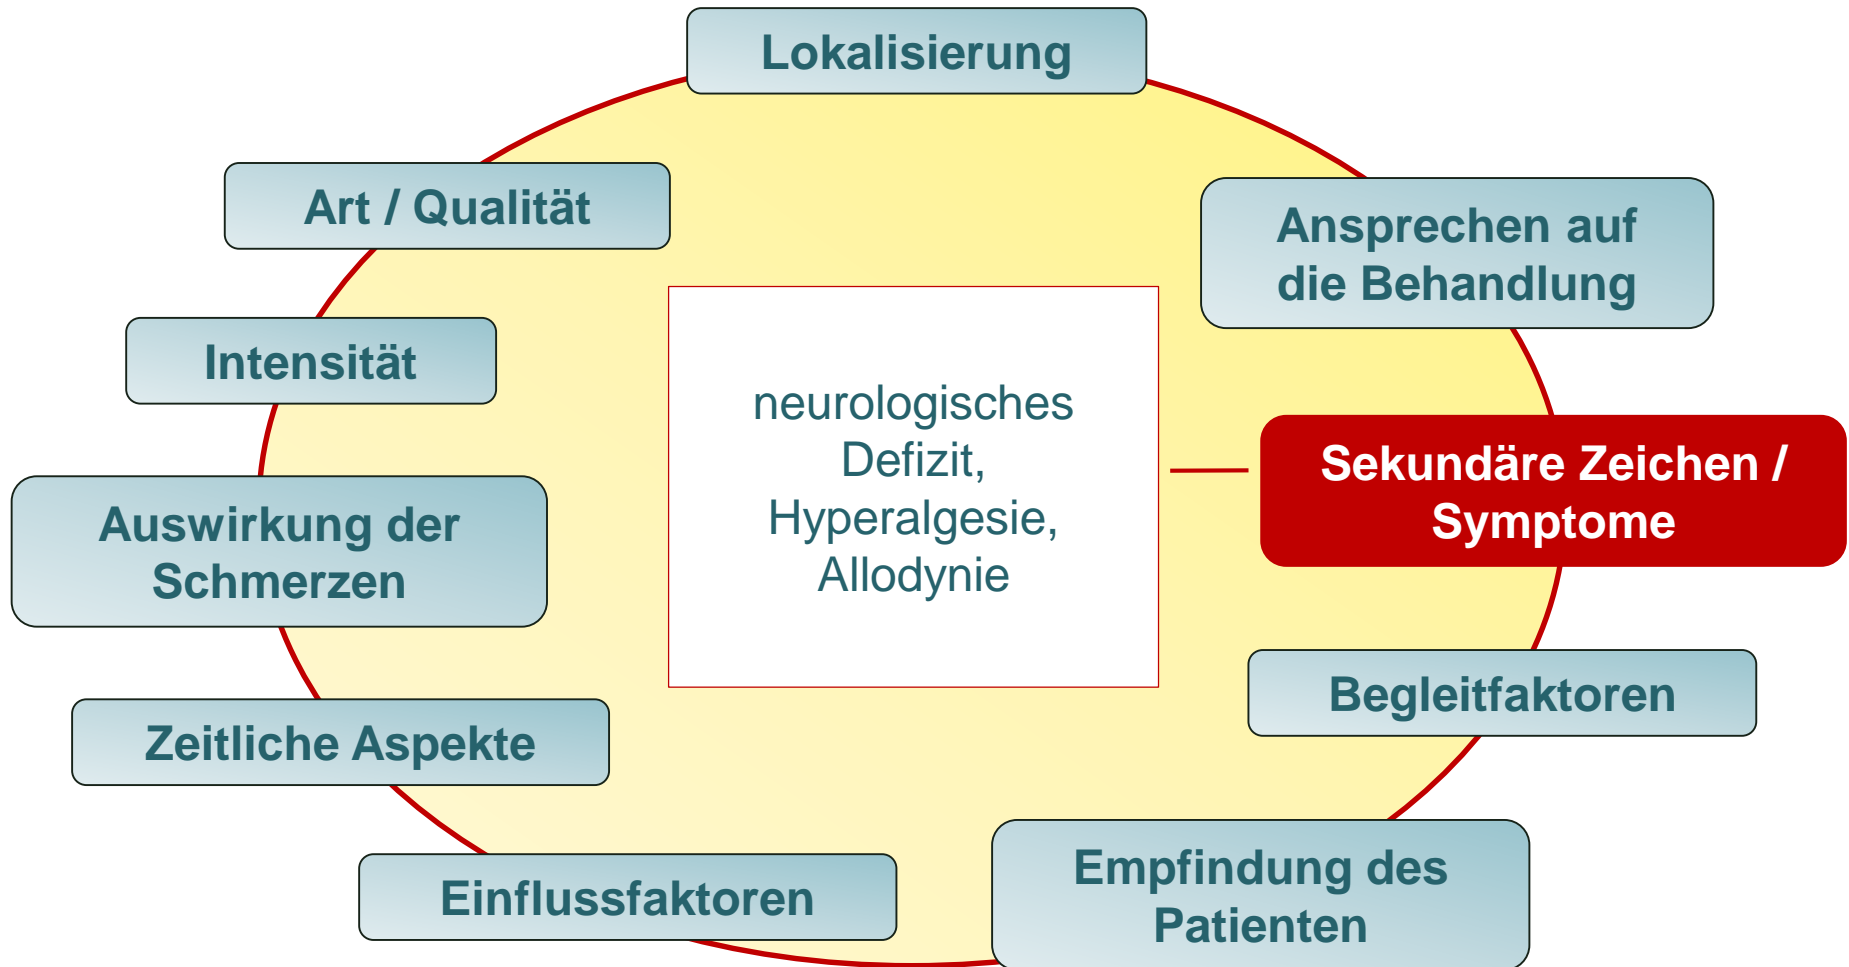 Lokalisierung
Art / Qualität
Ansprechen auf
die Behandlung
Intensität
neurologisches
Defizit,
Hyperalgesie,
Allodynie
Sekundäre Zeichen /
Symptome
Auswirkung der
Schmerzen
Begleitfaktoren
Zeitliche Aspekte
Einflussfaktoren
Empfindung des
Patienten